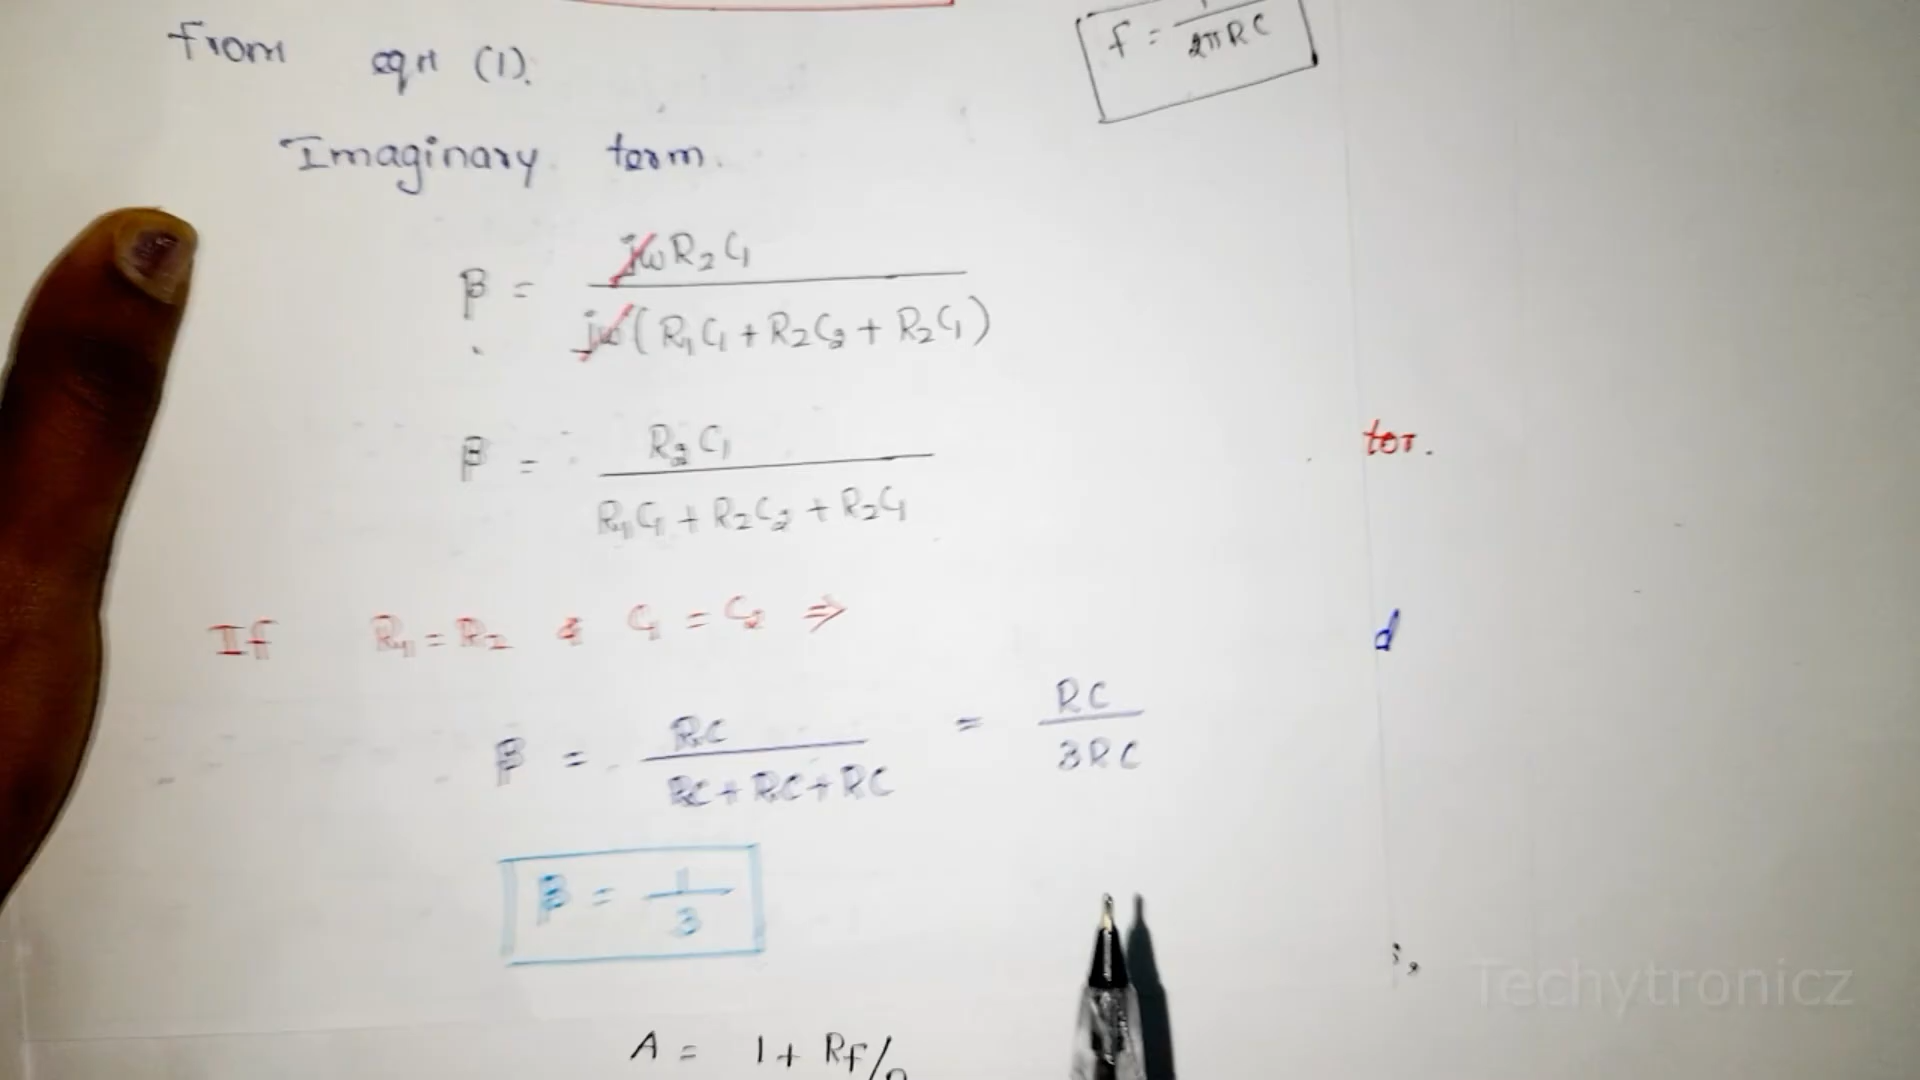 from eqn (1).
f = 1/2πRC
Imaginary term.
β = jωR₂C₁ / jω(R₁C₁ + R₂C₂ + R₂C₁)
β = R₂C₁ / R₁C₁ + R₂C₂ + R₂C₁
tor.
If R₁ = R₂ & C₁ = C₂ ⇒
d
β = RC / RC + RC + RC = RC / 3RC
β = 1/3
Techytronicz
A = 1 + Rf/